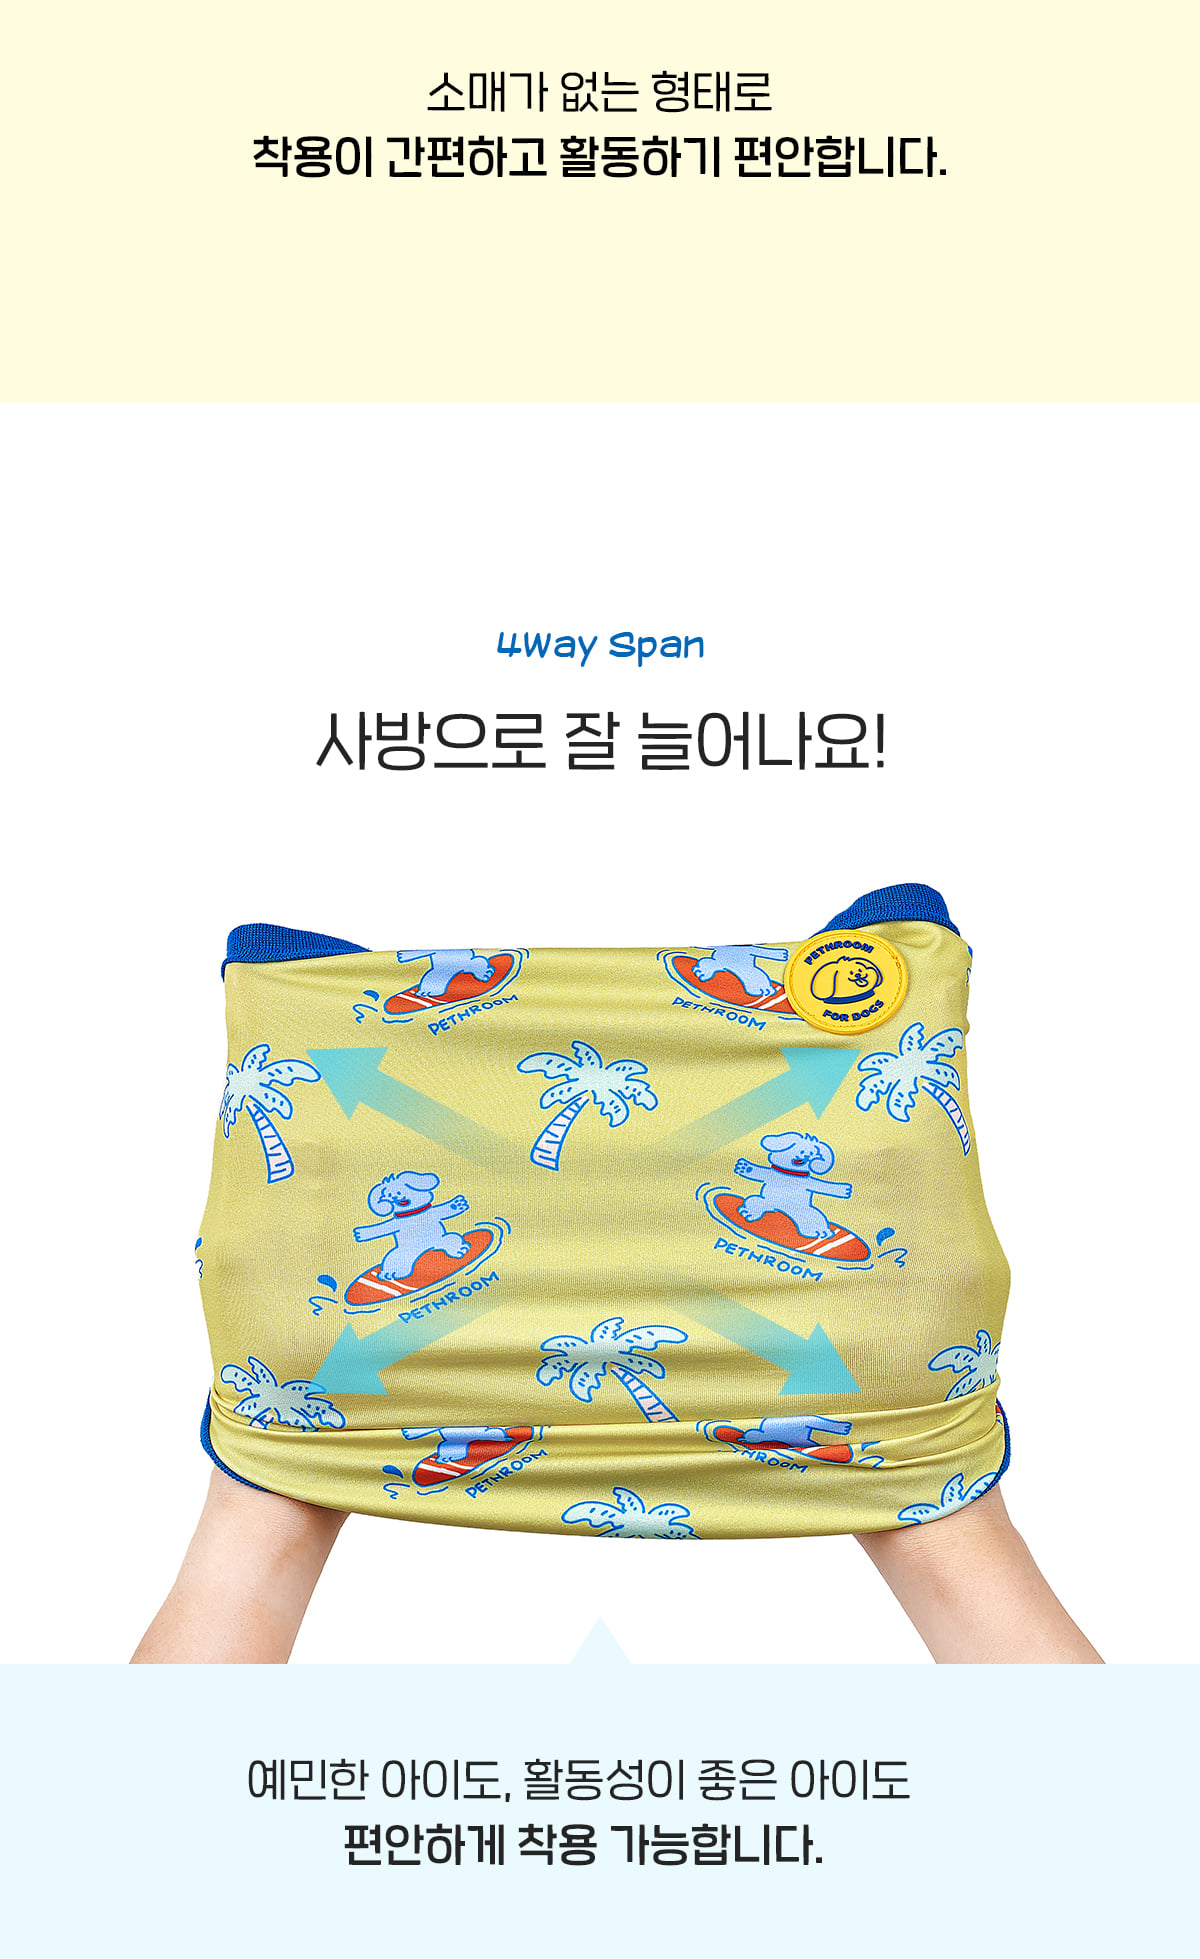 소매가 없는 형태로
착용이 간편하고 활동하기 편안합니다.
4Way Span
사방으로 잘 늘어나요!
PETHROOM
PETHROOM
PETHROOM
FOR DOGS
PETHROOM
PETHROOM
PETHROOM
THROOM
예민한 아이도, 활동성이 좋은 아이도
편안하게 착용 가능합니다.